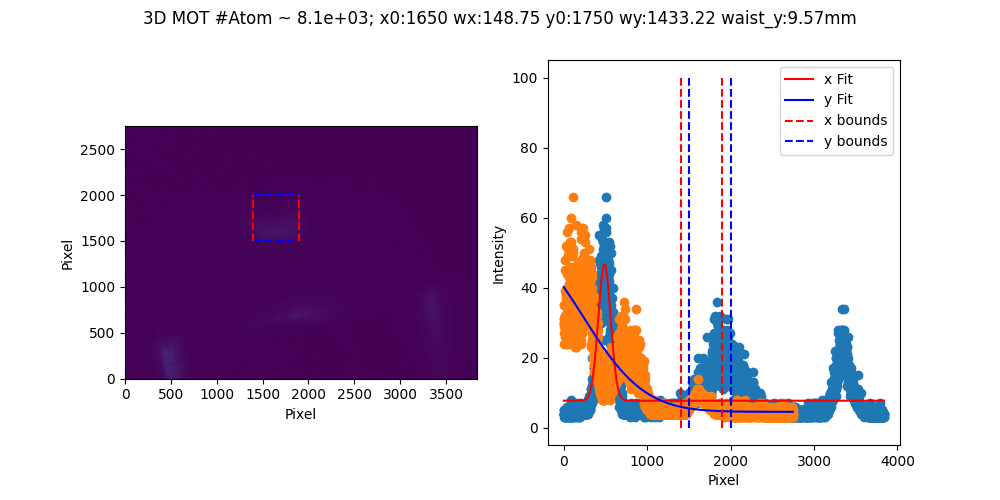 3D MOT #Atom ~ 8.1e+03; x0:1650 wx:148.75 y0:1750 wy:1433.22 waist_y:9.57mm
2500
2000
1500
1000
500
0
Pixel
0 500 1000 1500 2000 2500 3000 3500
Pixel
100
80
60
40
20
0
Intensity
0 1000 2000 3000 4000
Pixel
x Fit
y Fit
x bounds
y bounds